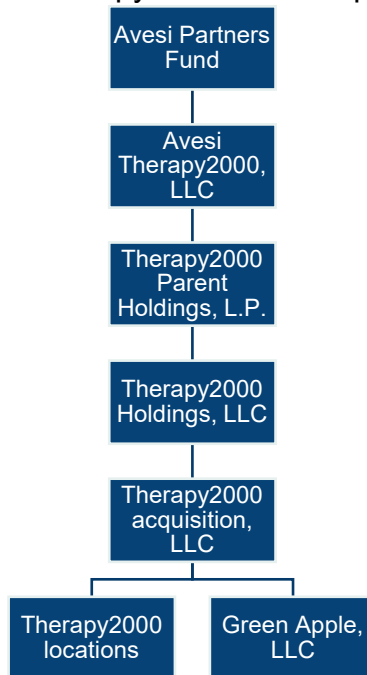 Avesi Partners
Fund
Avesi
Therapy2000,
LLC
Therapy2000
Parent
Holdings, L.P.
Therapy2000
Holdings, LLC
Therapy2000
acquisition,
LLC
Therapy2000
locations
Green Apple,
LLC